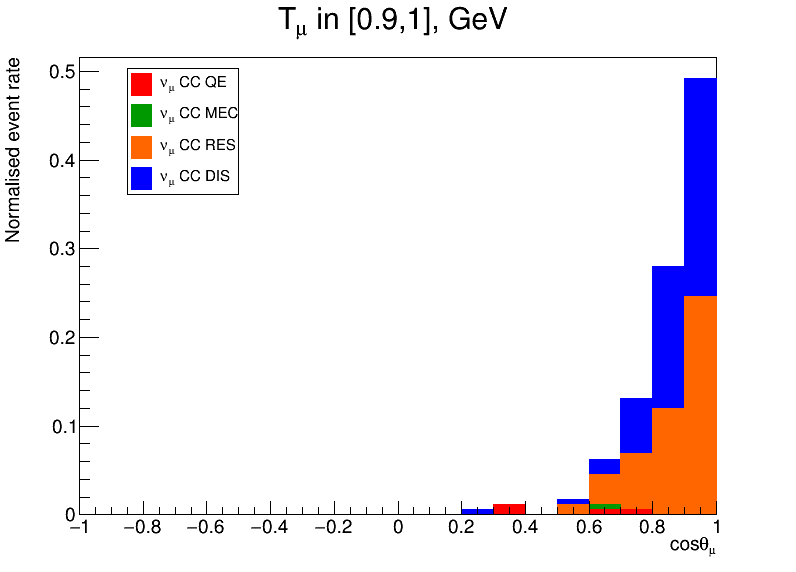 Tμ in [0.9,1], GeV
Normalised event rate
νμ CC QE
νμ CC MEC
νμ CC RES
νμ CC DIS
0.5
0.4
0.3
0.2
0.1
0
−1 −0.8 −0.6 −0.4 −0.2 0 0.2 0.4 0.6 0.8 1
cosθμ